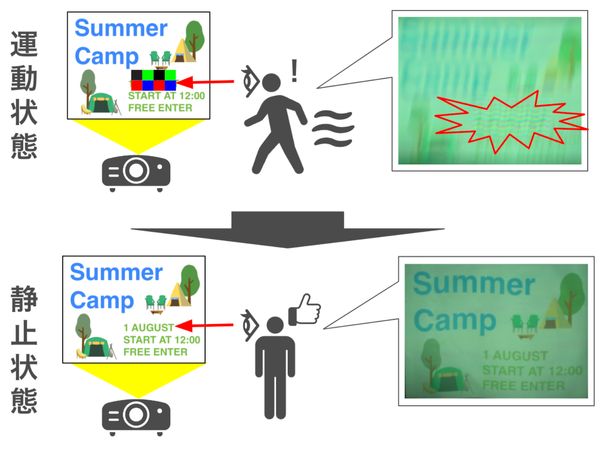 運動状態
Summer
Camp
START AT 12:00
FREE ENTER
!
静止状態
Summer
Camp
1 AUGUST
START AT 12:00
FREE ENTER
Summer
Camp
1 AUGUST
START AT 12:00
FREE ENTER